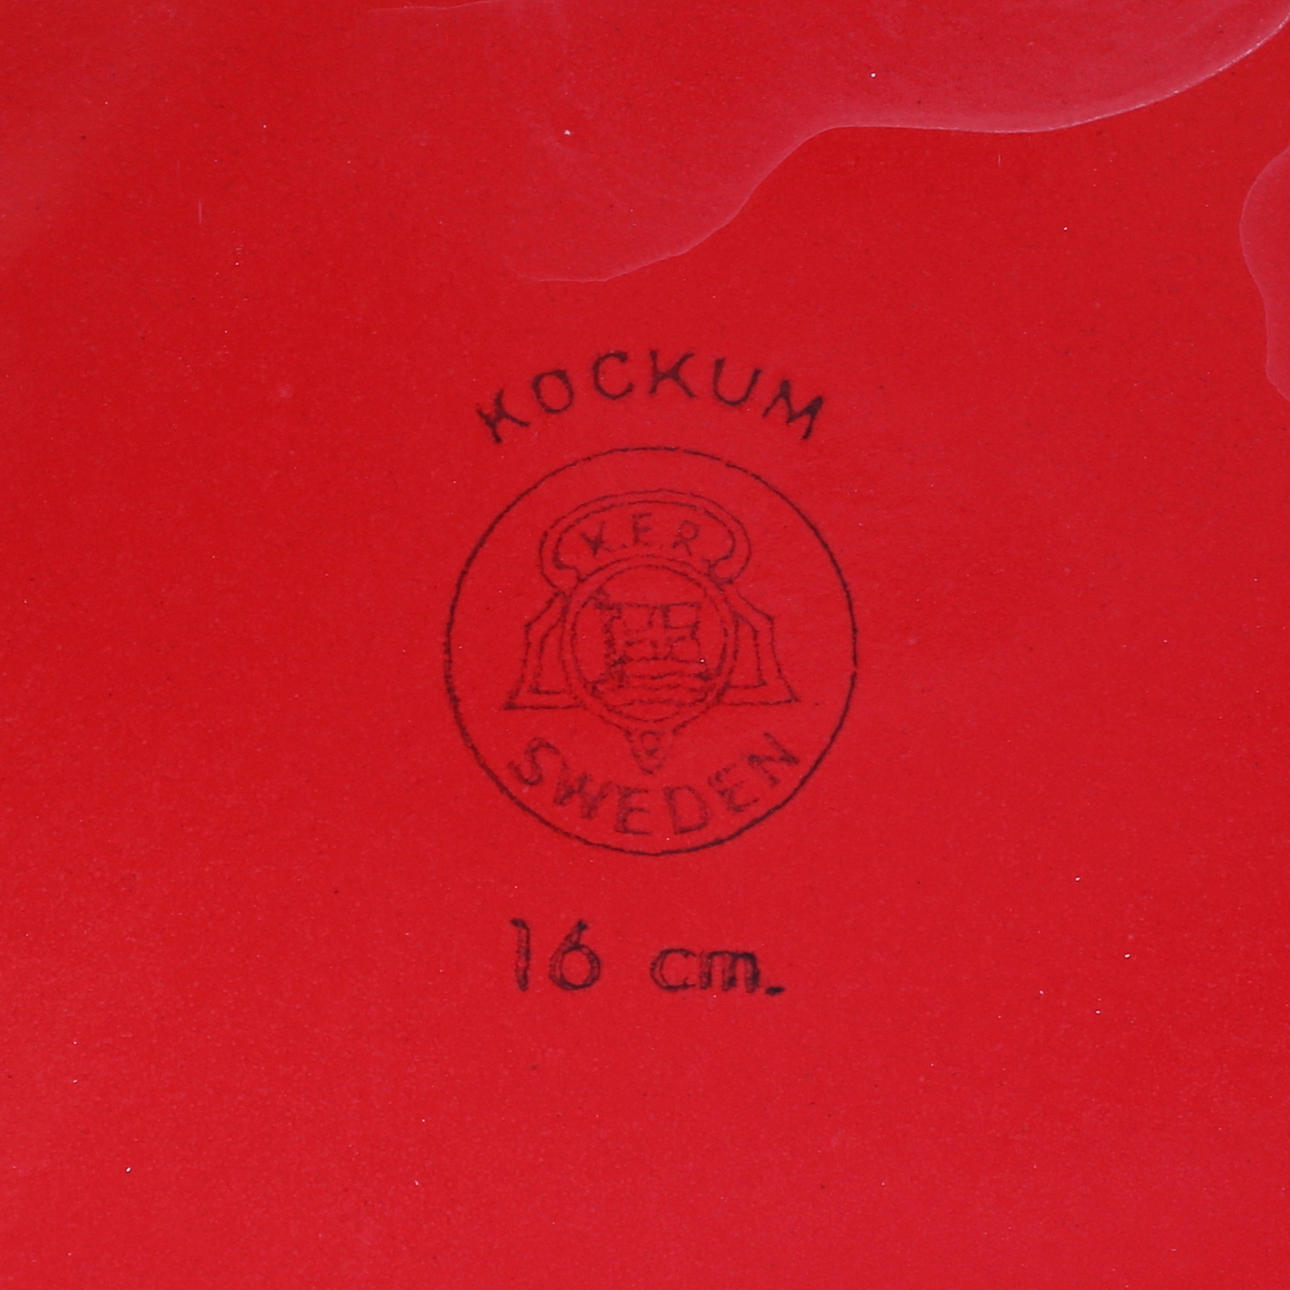 KOCKUM
K.E.R
SWEDEN
16 cm.